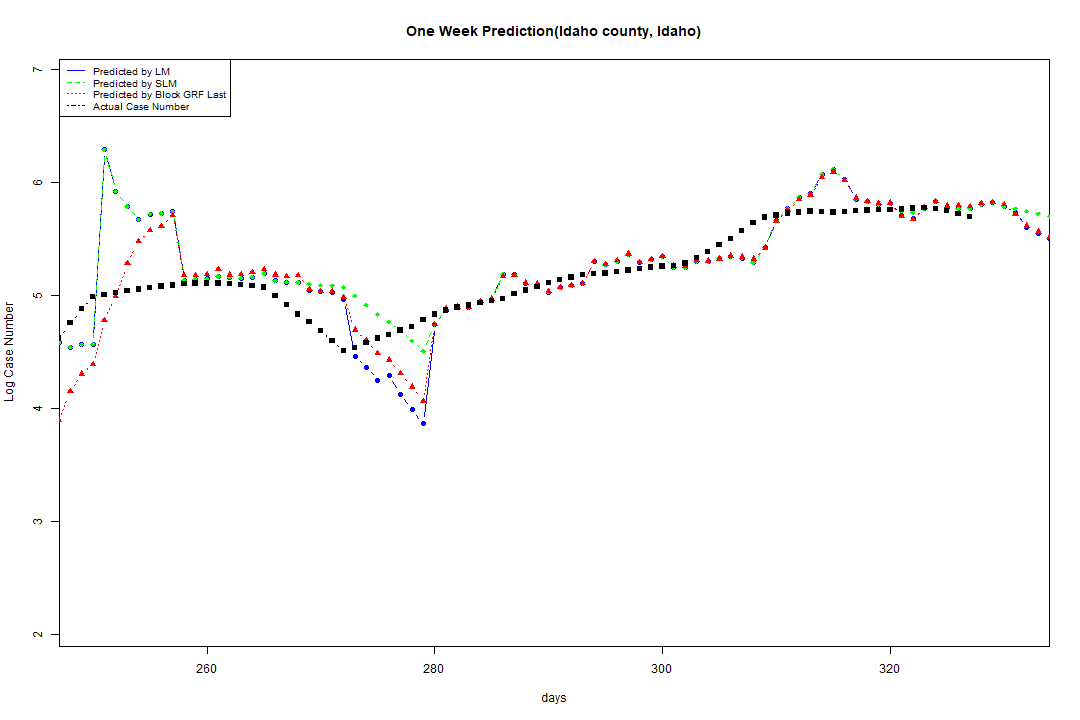 One Week Prediction(Idaho county, Idaho)
Predicted by LM
Predicted by SLM
Predicted by Block GRF Last
Actual Case Number
7
6
5
4
3
2
Log Case Number
260
280
300
320
days